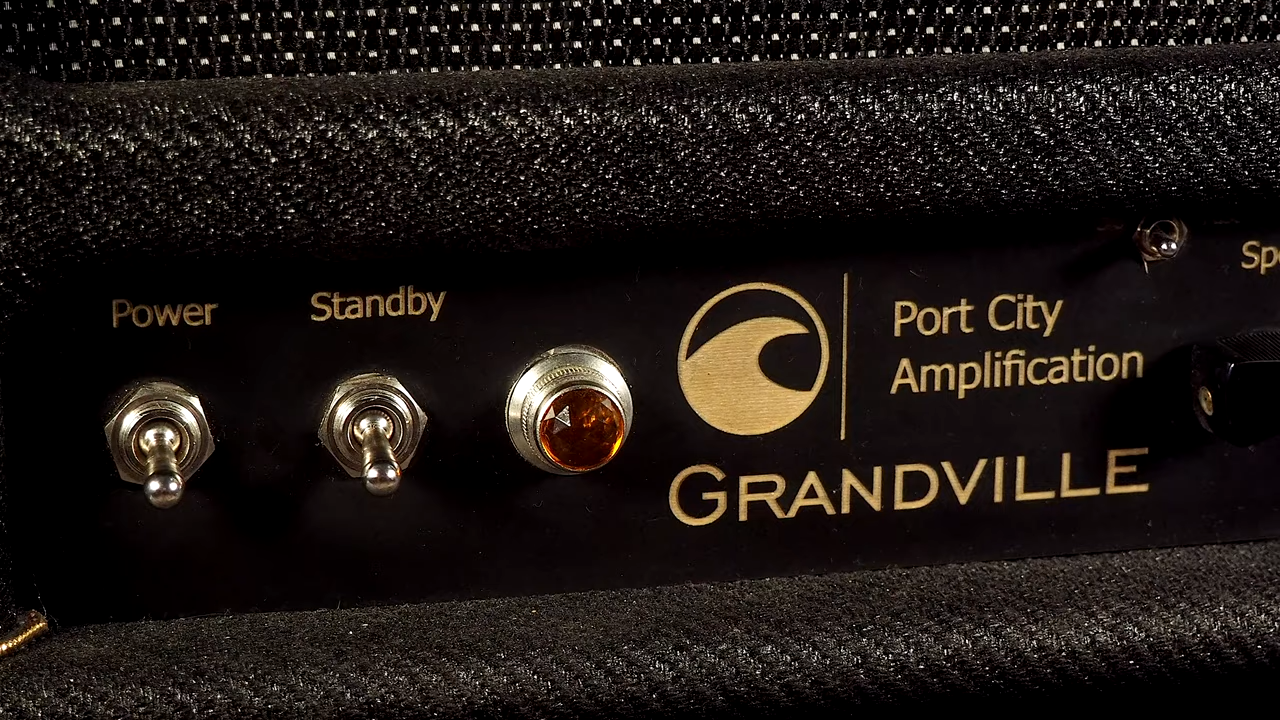 Power
Standby
Port City
Amplification
GRANDVILLE